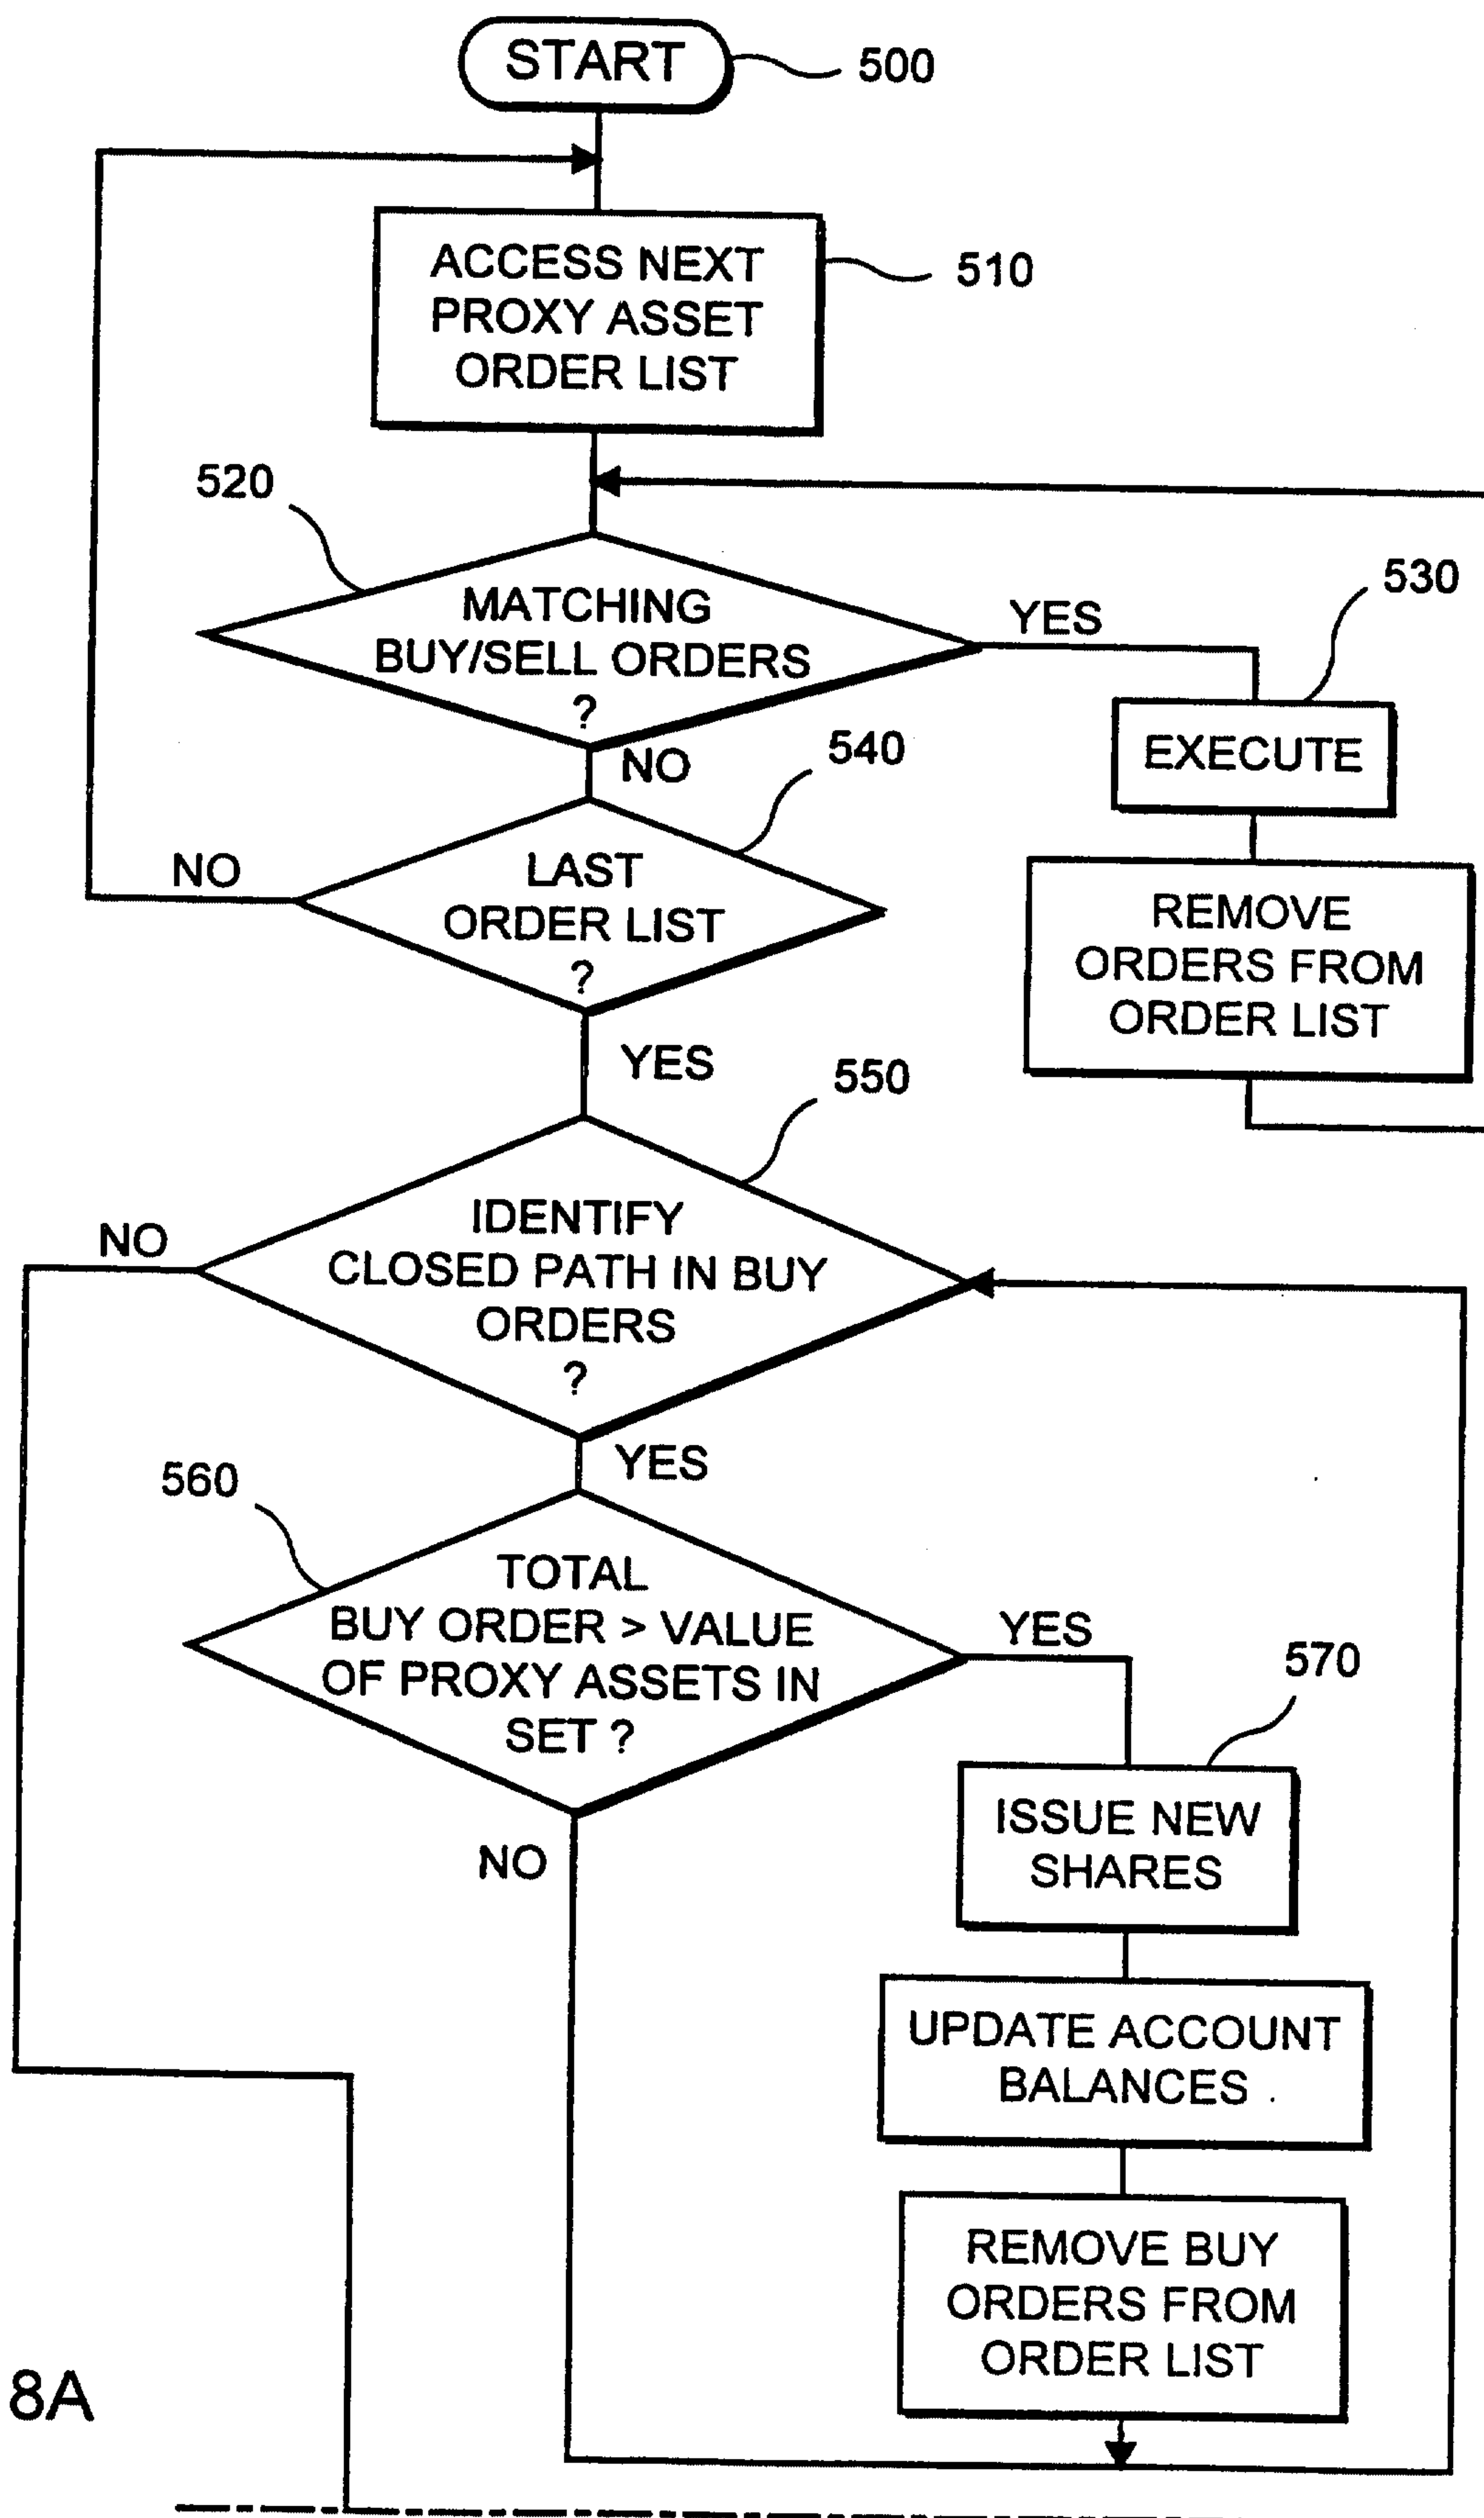 START
500
ACCESS NEXT
PROXY ASSET
ORDER LIST
510
520
MATCHING
BUY/SELL ORDERS
?
YES
530
EXECUTE
NO
540
REMOVE
ORDERS FROM
ORDER LIST
NO
LAST
ORDER LIST
?
YES
550
NO
IDENTIFY
CLOSED PATH IN BUY
ORDERS
?
YES
560
TOTAL
BUY ORDER > VALUE
OF PROXY ASSETS IN
SET ?
YES
570
NO
ISSUE NEW
SHARES
UPDATE ACCOUNT
BALANCES
REMOVE BUY
ORDERS FROM
ORDER LIST
8A